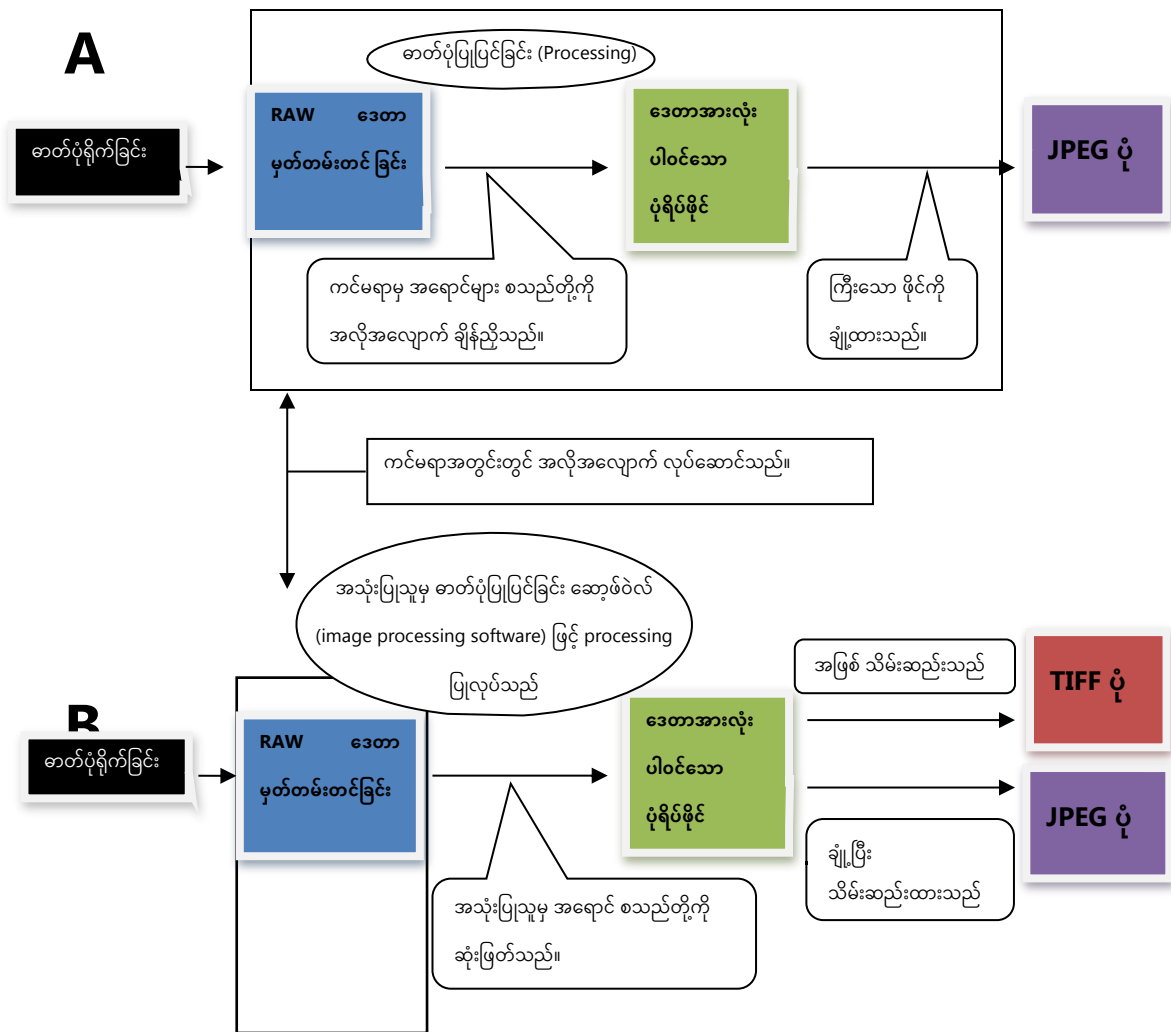 A
ဓာတ်ပုံပြုပြင်ခြင်း (Processing)
ဓာတ်ပုံရိုက်ခြင်း
RAW ဒေတာ
မှတ်တမ်းတင် ခြင်း
ဒေတာအားလုံး
ပါဝင်သော
ပုံရိပ်ဖိုင်
JPEG ပုံ
ကင်မရာမှ အရောင်များ စသည်တို့ကို
အလိုအလျောက် ချိန်ညှိသည်။
ကြီးသော ဖိုင်ကို
ချုံ့ထားသည်။
ကင်မရာအတွင်းတွင် အလိုအလျောက် လုပ်ဆောင်သည်။
အသုံးပြုသူမှ ဓာတ်ပုံပြုပြင်ခြင်း ဆော့ဖ်ဝဲလ်
(image processing software) ဖြင့် processing
ပြုလုပ်သည်
B
ဓာတ်ပုံရိုက်ခြင်း
RAW ဒေတာ
မှတ်တမ်းတင်ခြင်း
ဒေတာအားလုံး
ပါဝင်သော
ပုံရိပ်ဖိုင်
အဖြစ် သိမ်းဆည်းသည်
TIFF ပုံ
JPEG ပုံ
ချုံ့ပြီး
သိမ်းဆည်းထားသည်
အသုံးပြုသူမှ အရောင် စသည်တို့ကို
ဆုံးဖြတ်သည်။